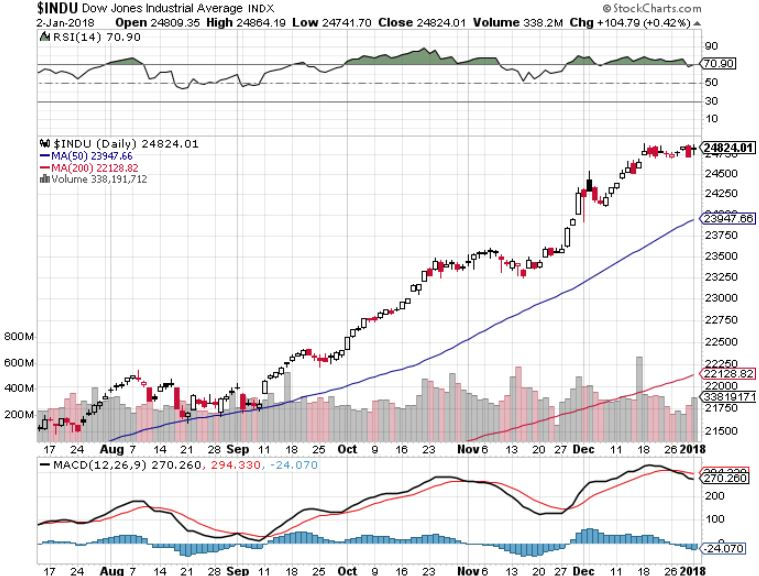 $INDU Dow Jones Industrial Average INDX
© StockCharts.com
2-Jan-2018
Open 24809.35 High 24864.19 Low 24741.70 Close 24824.01 Volume 338.2M Chg +104.79 (+0.42%)
RSI(14) 70.90
90
70.90
50
30
10
$INDU (Daily) 24824.01
MA(50) 23947.66
MA(200) 22128.82
Volume 338,191,712
24824.01
24750
24500
24250
24000
23947.66
23750
23500
23250
23000
22750
22500
22250
22128.82
22000
338191712
21750
21500
800M
600M
400M
200M
17 24 Aug 7 14 21 28 Sep 11 18 25 Oct 9 16 23 Nov 6 13 20 27 Dec 11 18 26 2018
MACD(12,26,9) 270.260, 294.330, -24.070
294.330
270.260
200
100
-24.070
17 24 Aug 7 14 21 28 Sep 11 18 25 Oct 9 16 23 Nov 6 13 20 27 Dec 11 18 26 2018